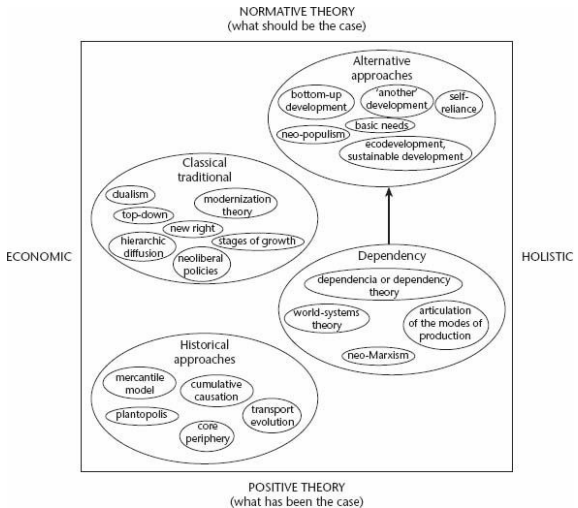 NORMATIVE THEORY
(what should be the case)
Alternative
approaches
bottom-up
development
'another'
development
self-
reliance
neo-populism
basic needs
ecodevelopment,
sustainable development
Classical
traditional
dualism
modernization
theory
top-down
new right
hierarchic
diffusion
stages of growth
neoliberal
policies
ECONOMIC
HOLISTIC
Dependency
dependencia or dependency
theory
world-systems
theory
articulation
of the modes of
production
neo-Marxism
Historical
approaches
mercantile
model
cumulative
causation
plantopolis
transport
evolution
core
periphery
POSITIVE THEORY
(what has been the case)